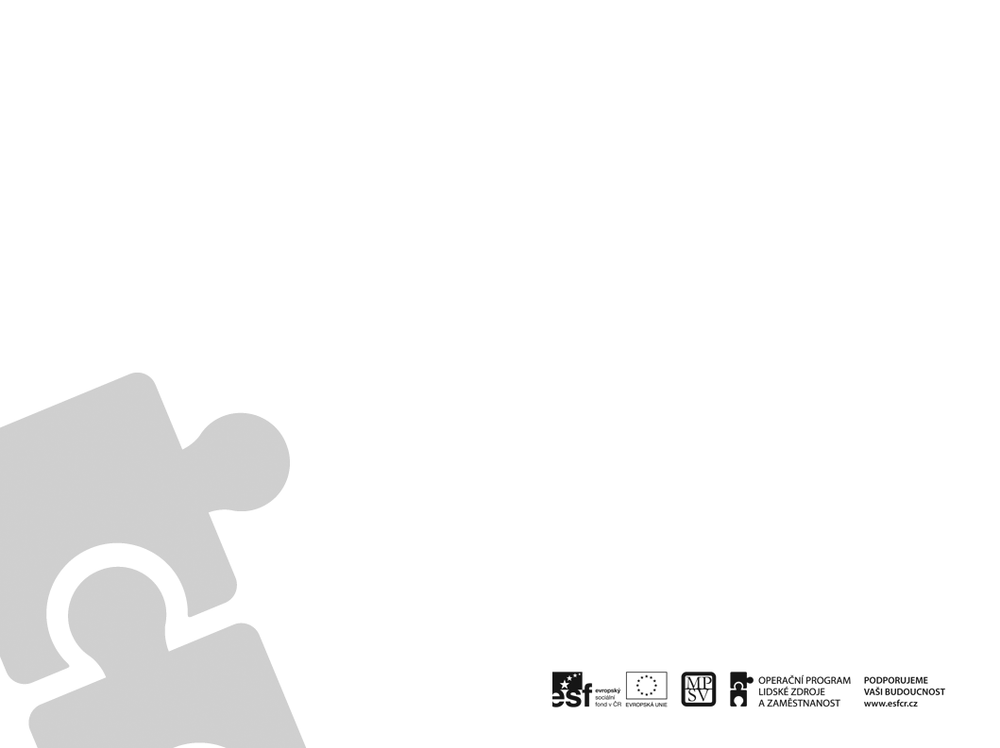 esf
evropský
sociální
fond v ČR
EVROPSKÁ UNIE
MP
SV
OPERAČNÍ PROGRAM
LIDSKÉ ZDROJE
A ZAMĚSTNANOST
PODPORUJEME
VAŠI BUDOUCNOST
www.esfcr.cz